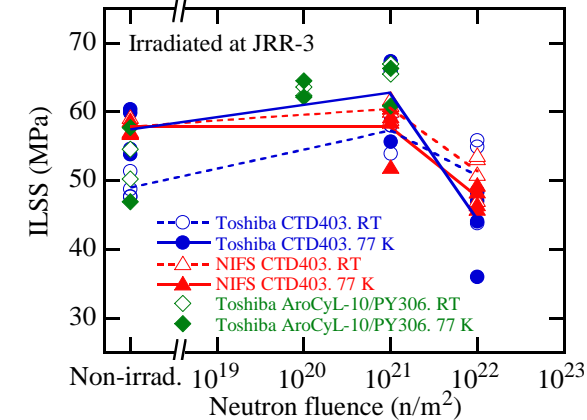 70
60
50
40
30
ILSS (MPa)
Irradiated at JRR-3
Toshiba CTD403. RT
Toshiba CTD403. 77 K
NIFS CTD403. RT
NIFS CTD403. 77 K
Toshiba AroCyL-10/PY306. RT
Toshiba AroCyL-10/PY306. 77 K
Non-irrad. 10¹⁹ 10²⁰ 10²¹ 10²² 10²³
Neutron fluence (n/m²)